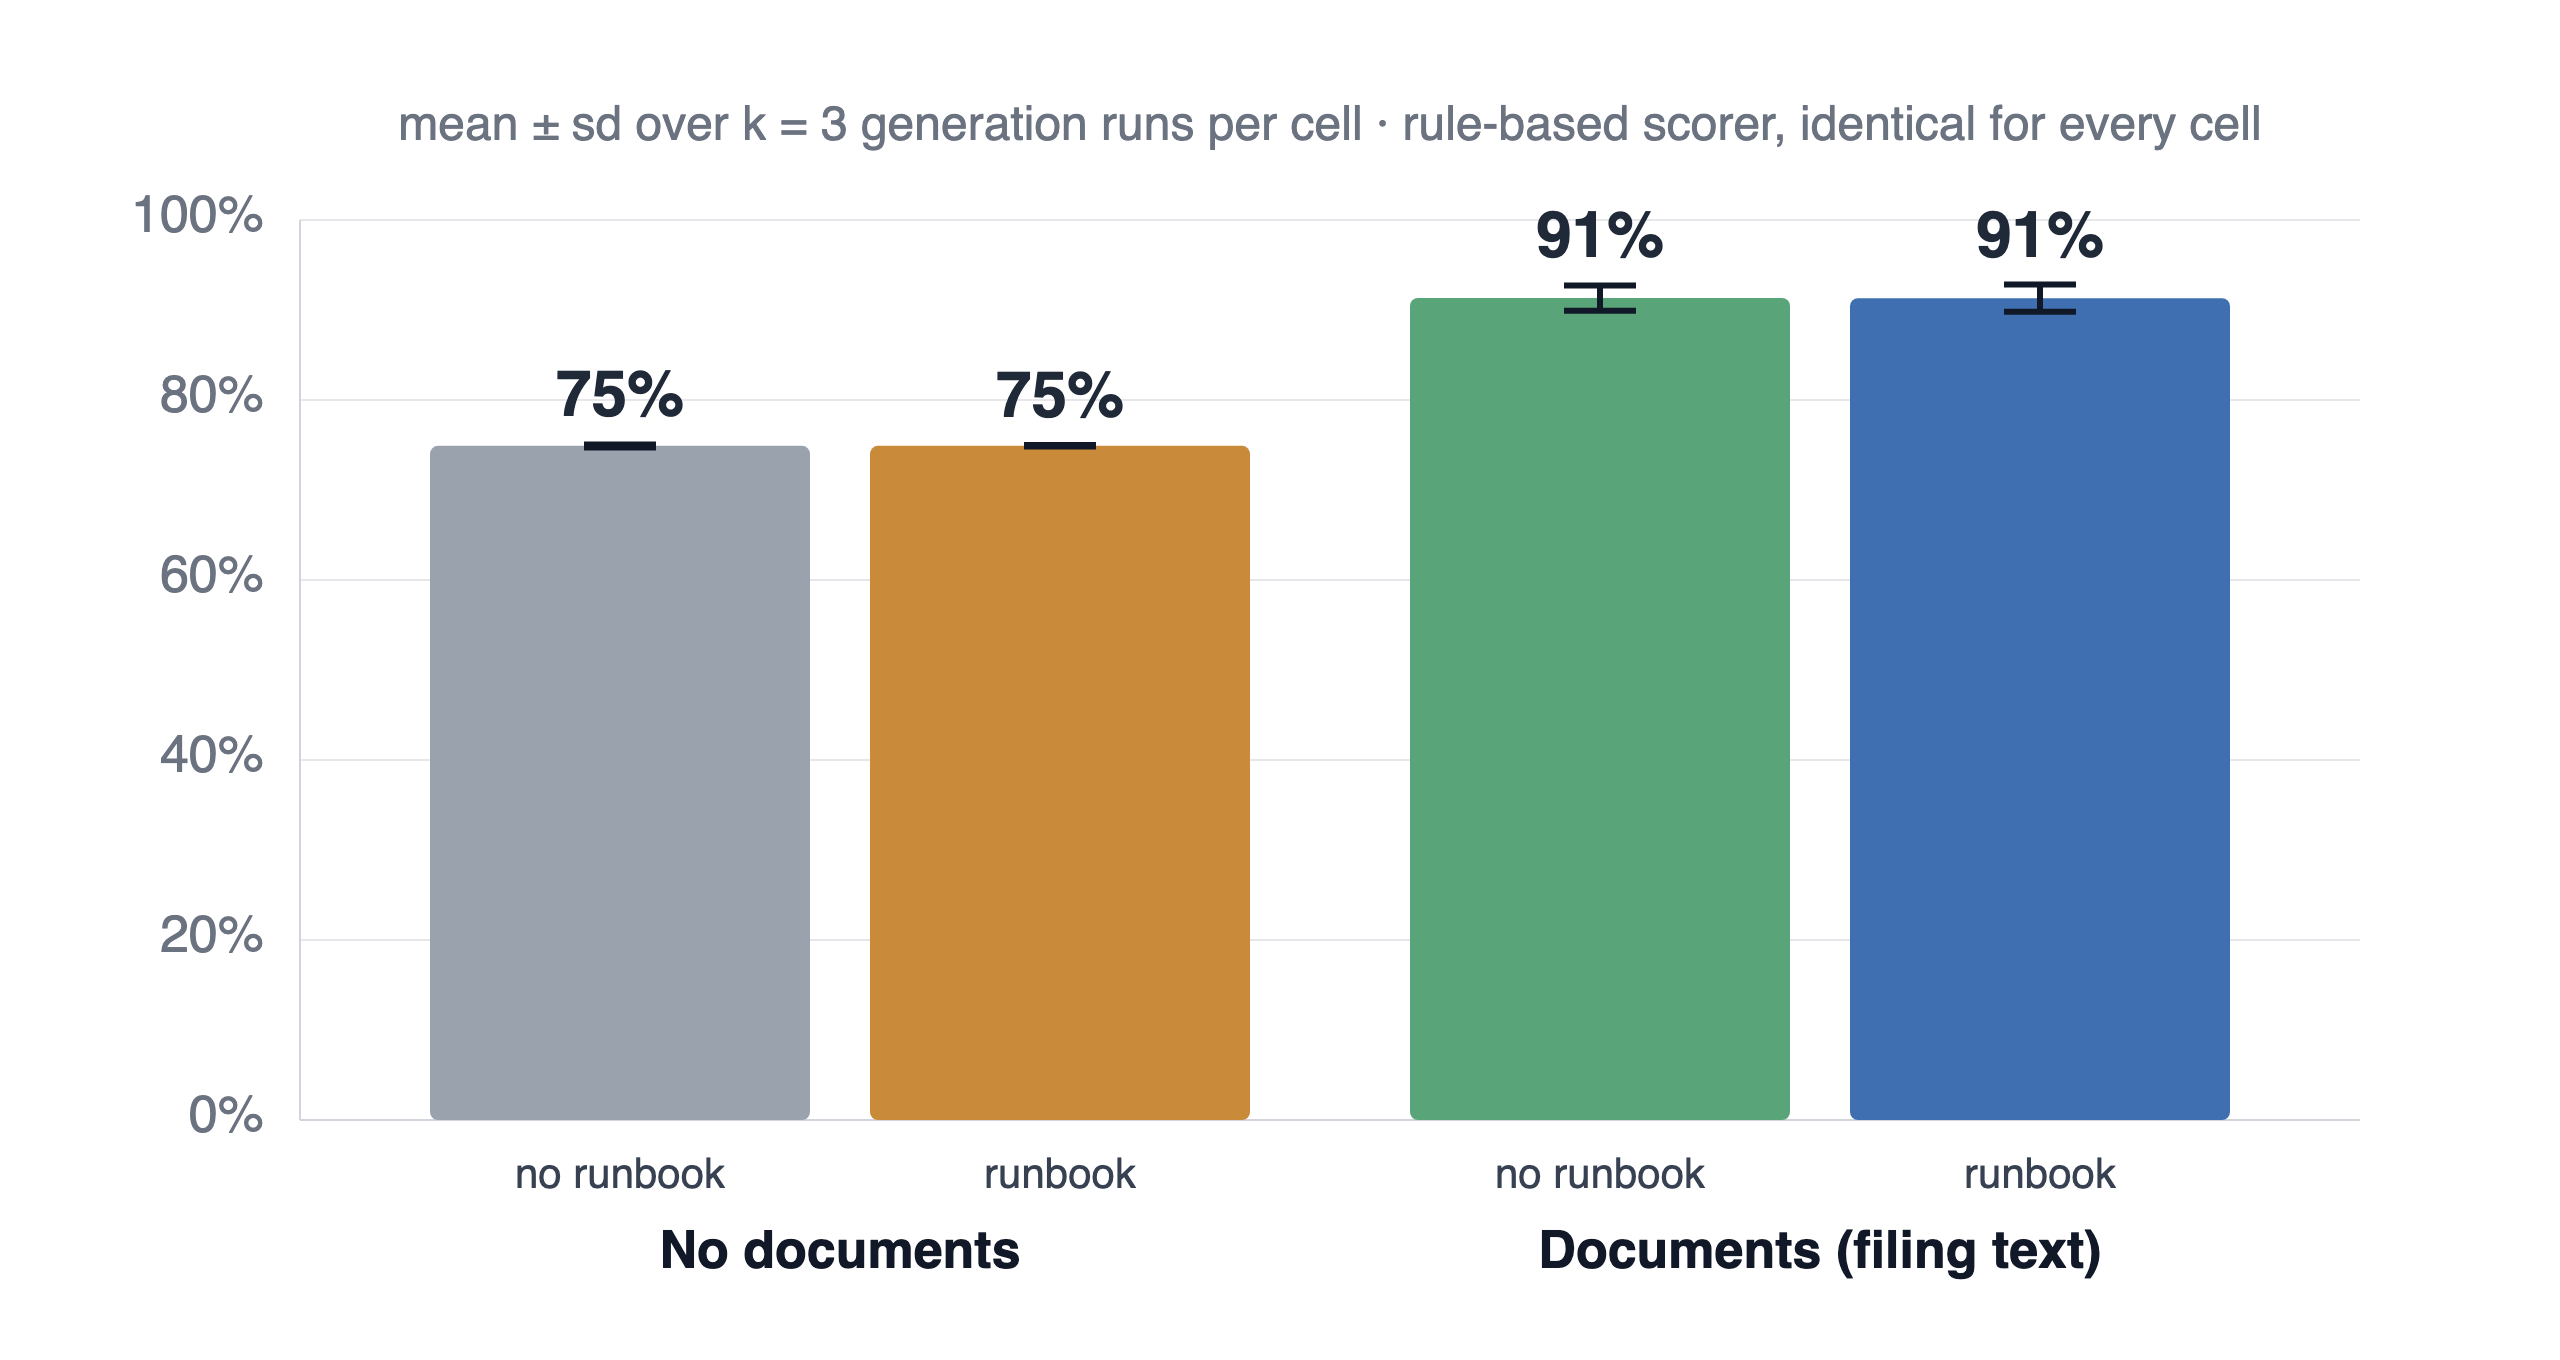 mean ± sd over k = 3 generation runs per cell · rule-based scorer, identical for every cell
100%
91%
91%
80%
75%
75%
60%
40%
20%
0%
no runbook
runbook
no runbook
runbook
No documents
Documents (filing text)